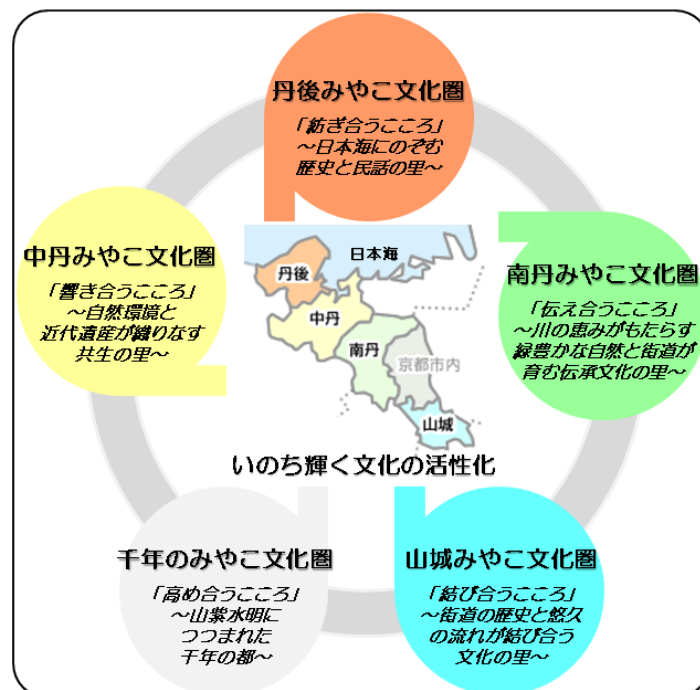 丹後みやこ文化圏
「紡ぎ合うこころ」
～日本海にのぞむ
歴史と民話の里～
中丹みやこ文化圏
「響き合うこころ」
～自然環境と
近代遺産が織りなす
共生の里～
南丹みやこ文化圏
「伝え合うこころ」
～川の恵みがもたらす
緑豊かな自然と街道が
育む伝承文化の里～
日本海
丹後
中丹
南丹
京都市内
山城
いのち輝く文化の活性化
千年のみやこ文化圏
「高め合うこころ」
～山紫水明に
つつまれた
千年の都～
山城みやこ文化圏
「結び合うこころ」
～街道の歴史と悠久
の流れが結び合う
文化の里～